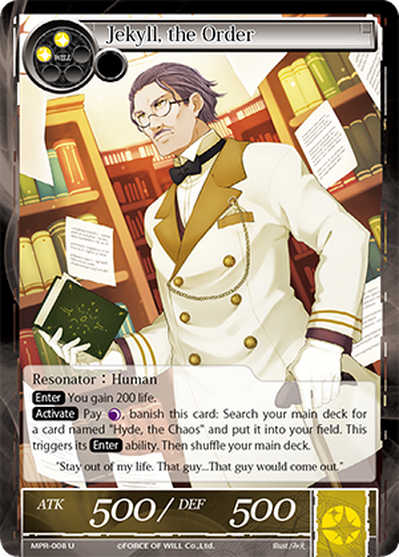 Jekyll, the Order
WILL
Resonator : Human
Enter You gain 200 life.
Activate Pay , banish this card: Search your main deck for
a card named "Hyde, the Chaos" and put it into your field. This
triggers its Enter ability. Then shuffle your main deck.
"Stay out of my life. That guy...That guy would come out."
ATK 500 / DEF 500
MPR-008 U ©FORCE OF WILL Co.,Ltd. Illust/